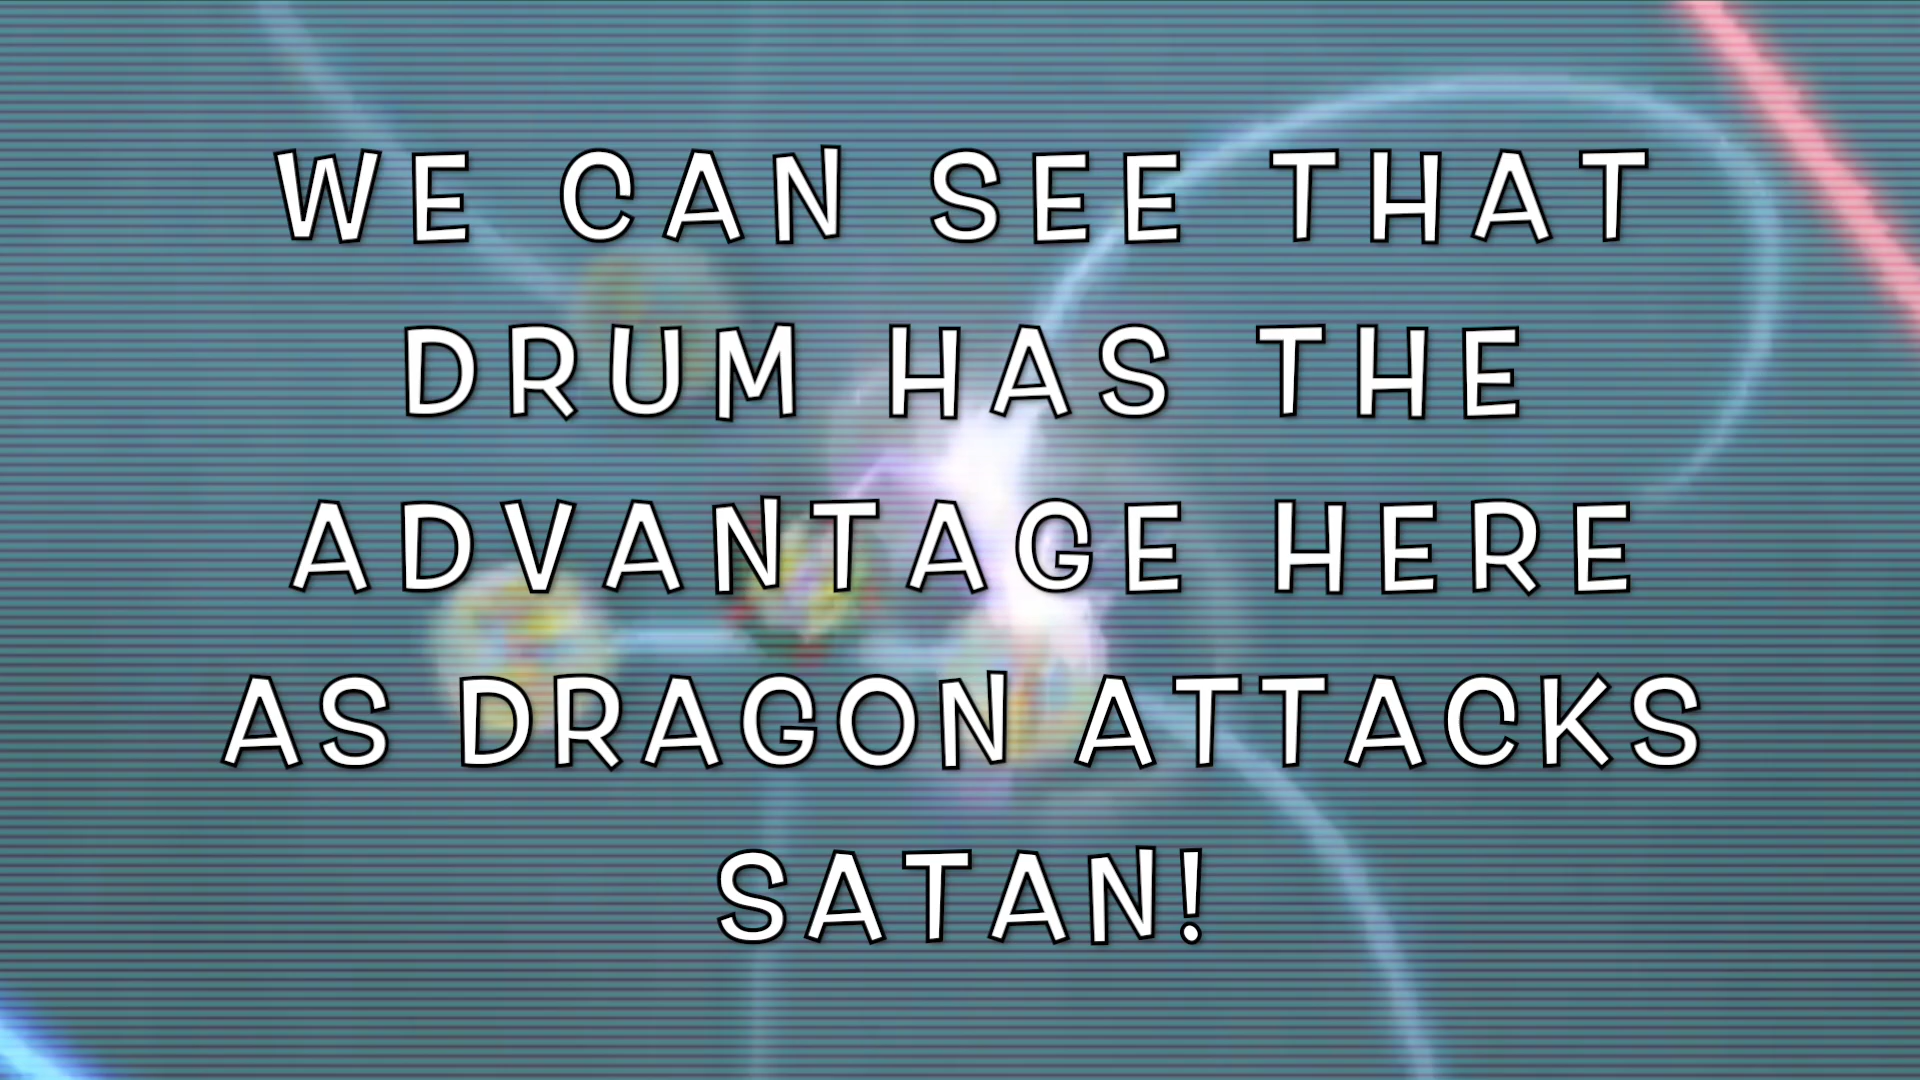 WE CAN SEE THAT
DRUM HAS THE
ADVANTAGE HERE
AS DRAGON ATTACKS
SATAN!